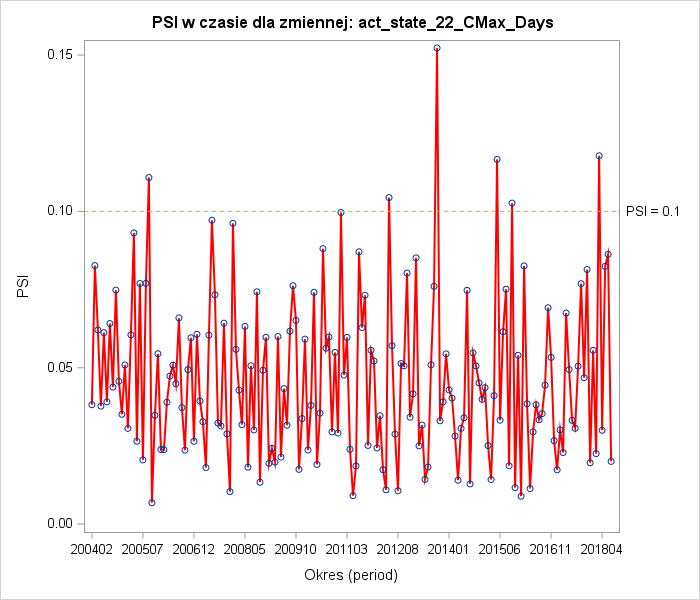 PSI w czasie dla zmiennej: act_state_22_CMax_Days
0.15
0.10
PSI = 0.1
PSI
0.05
0.00
200402 200507 200612 200805 200910 201103 201208 201401 201506 201611 201804
Okres (period)